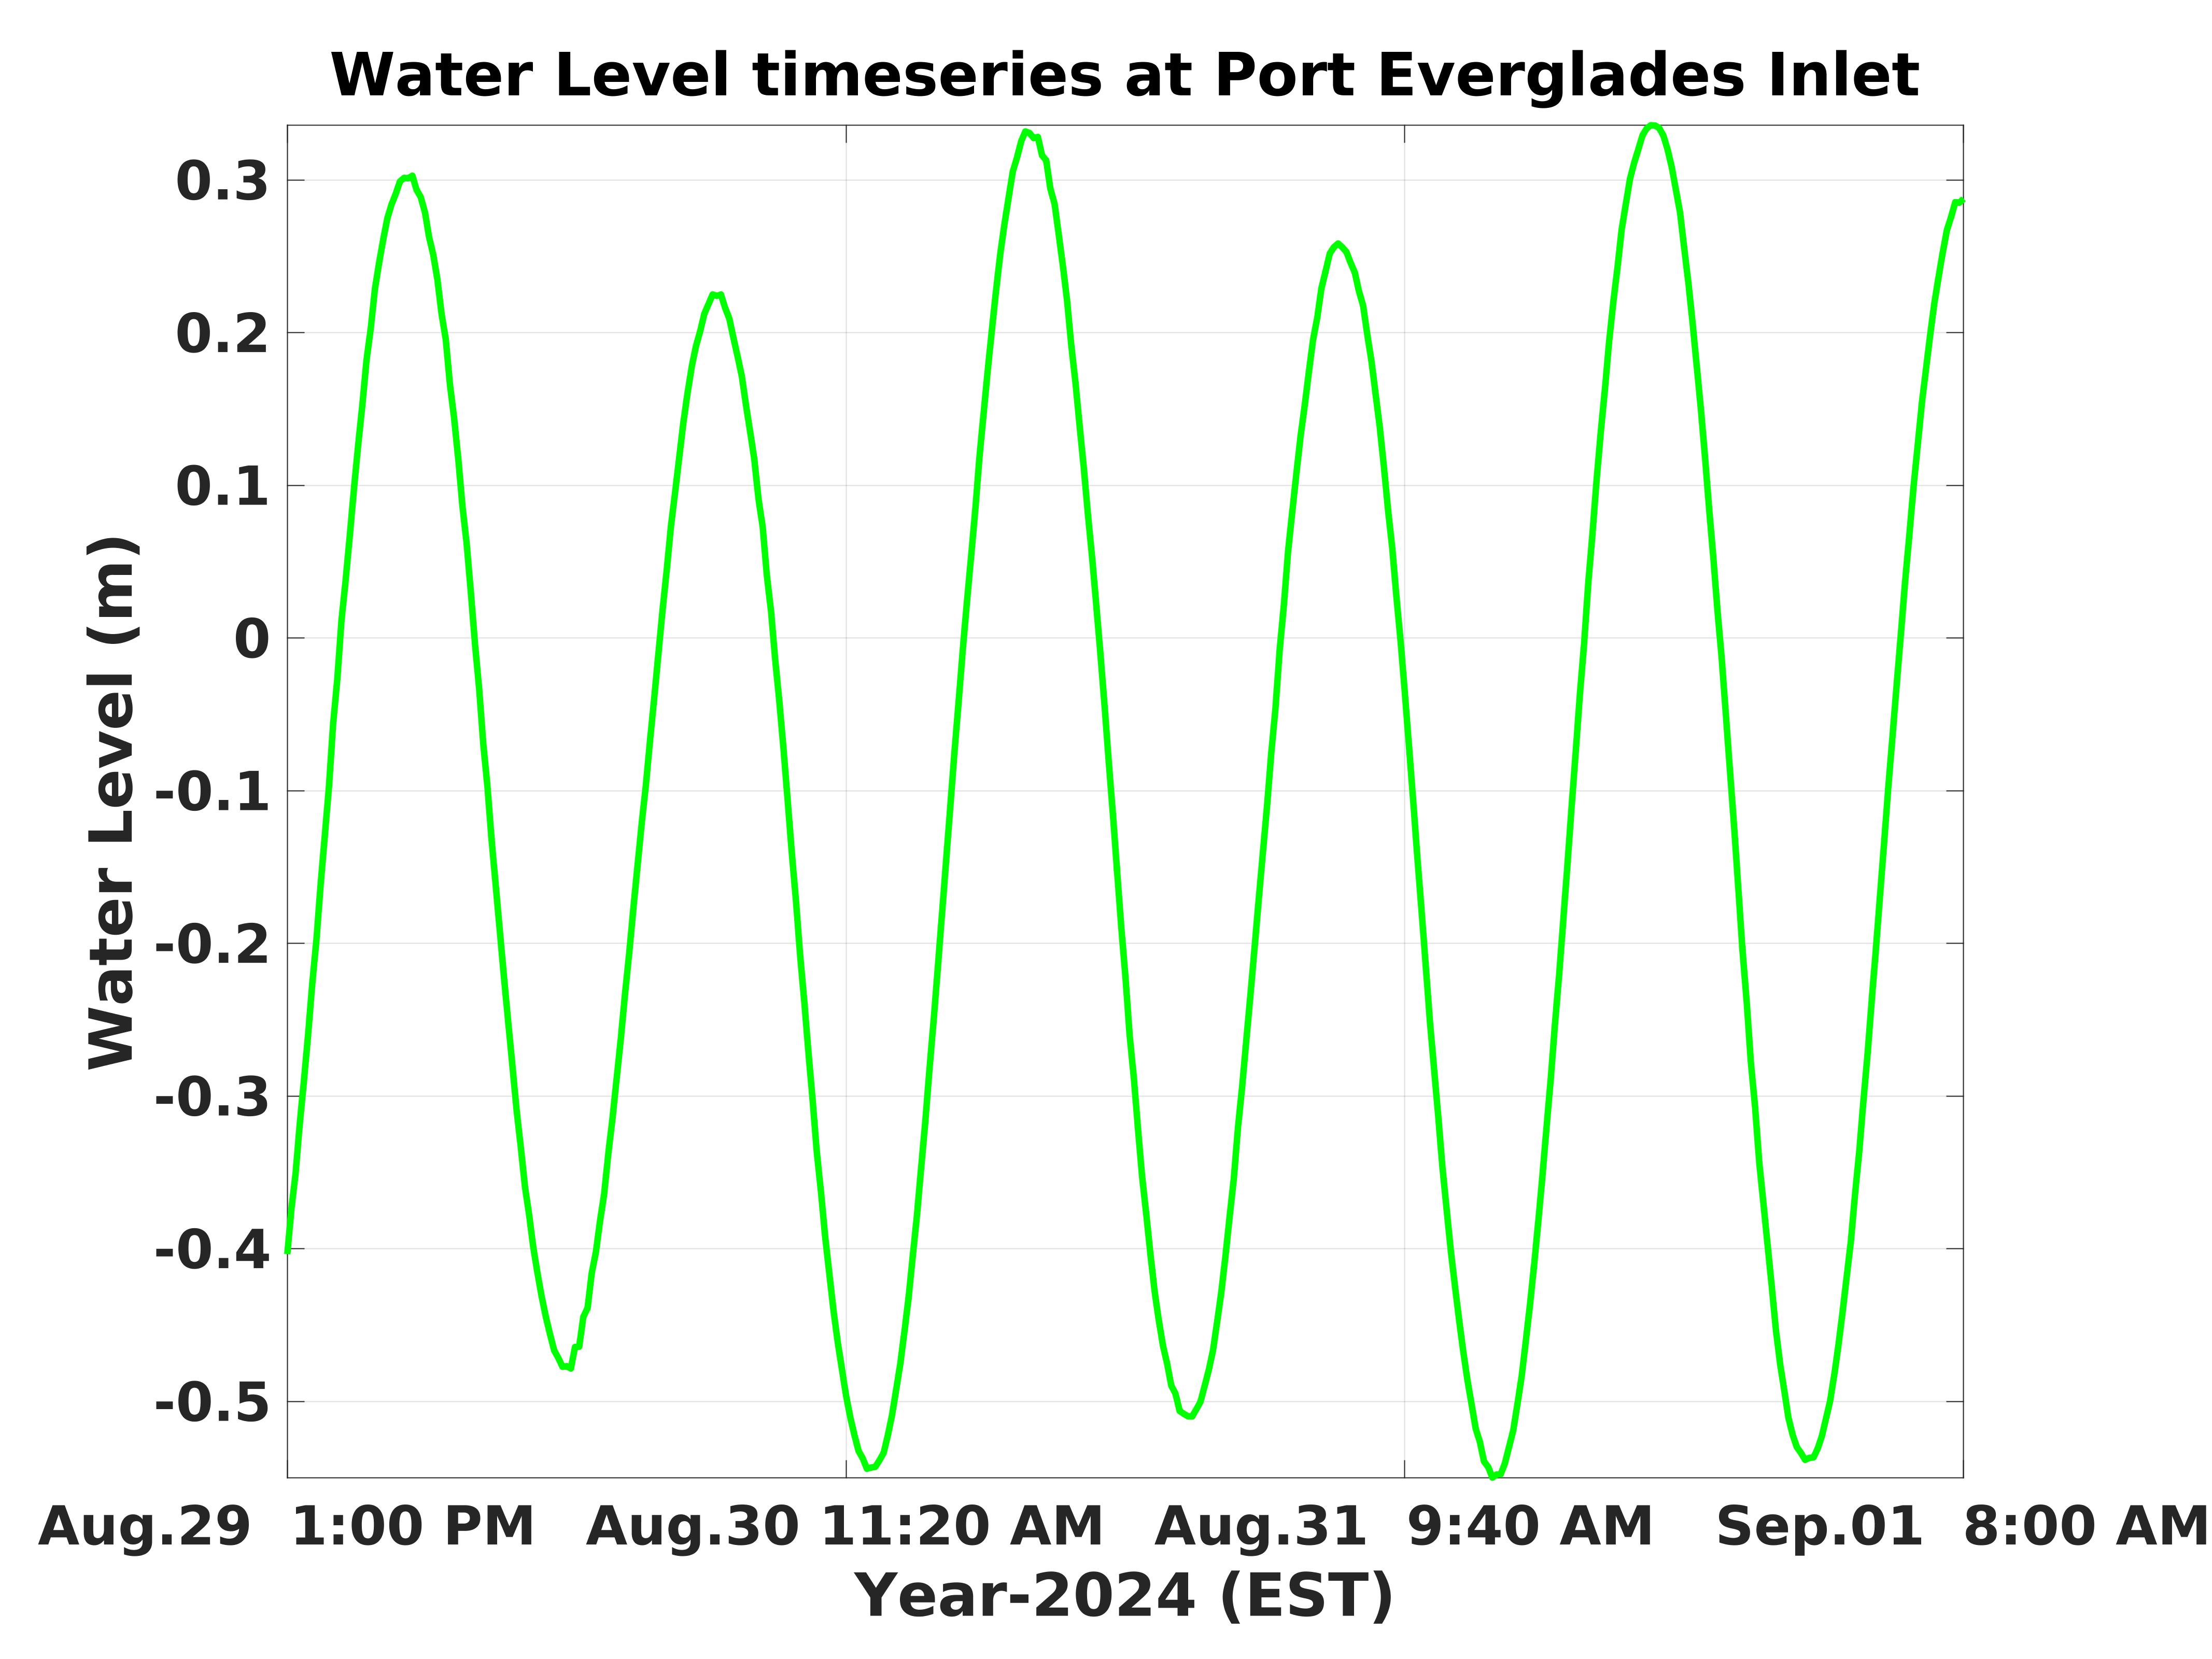 Water Level timeseries at Port Everglades Inlet
0.3
0.2
0.1
0
-0.1
-0.2
-0.3
-0.4
-0.5
Water Level (m)
Aug.29 1:00 PM Aug.30 11:20 AM Aug.31 9:40 AM Sep.01 8:00 AM
Year-2024 (EST)